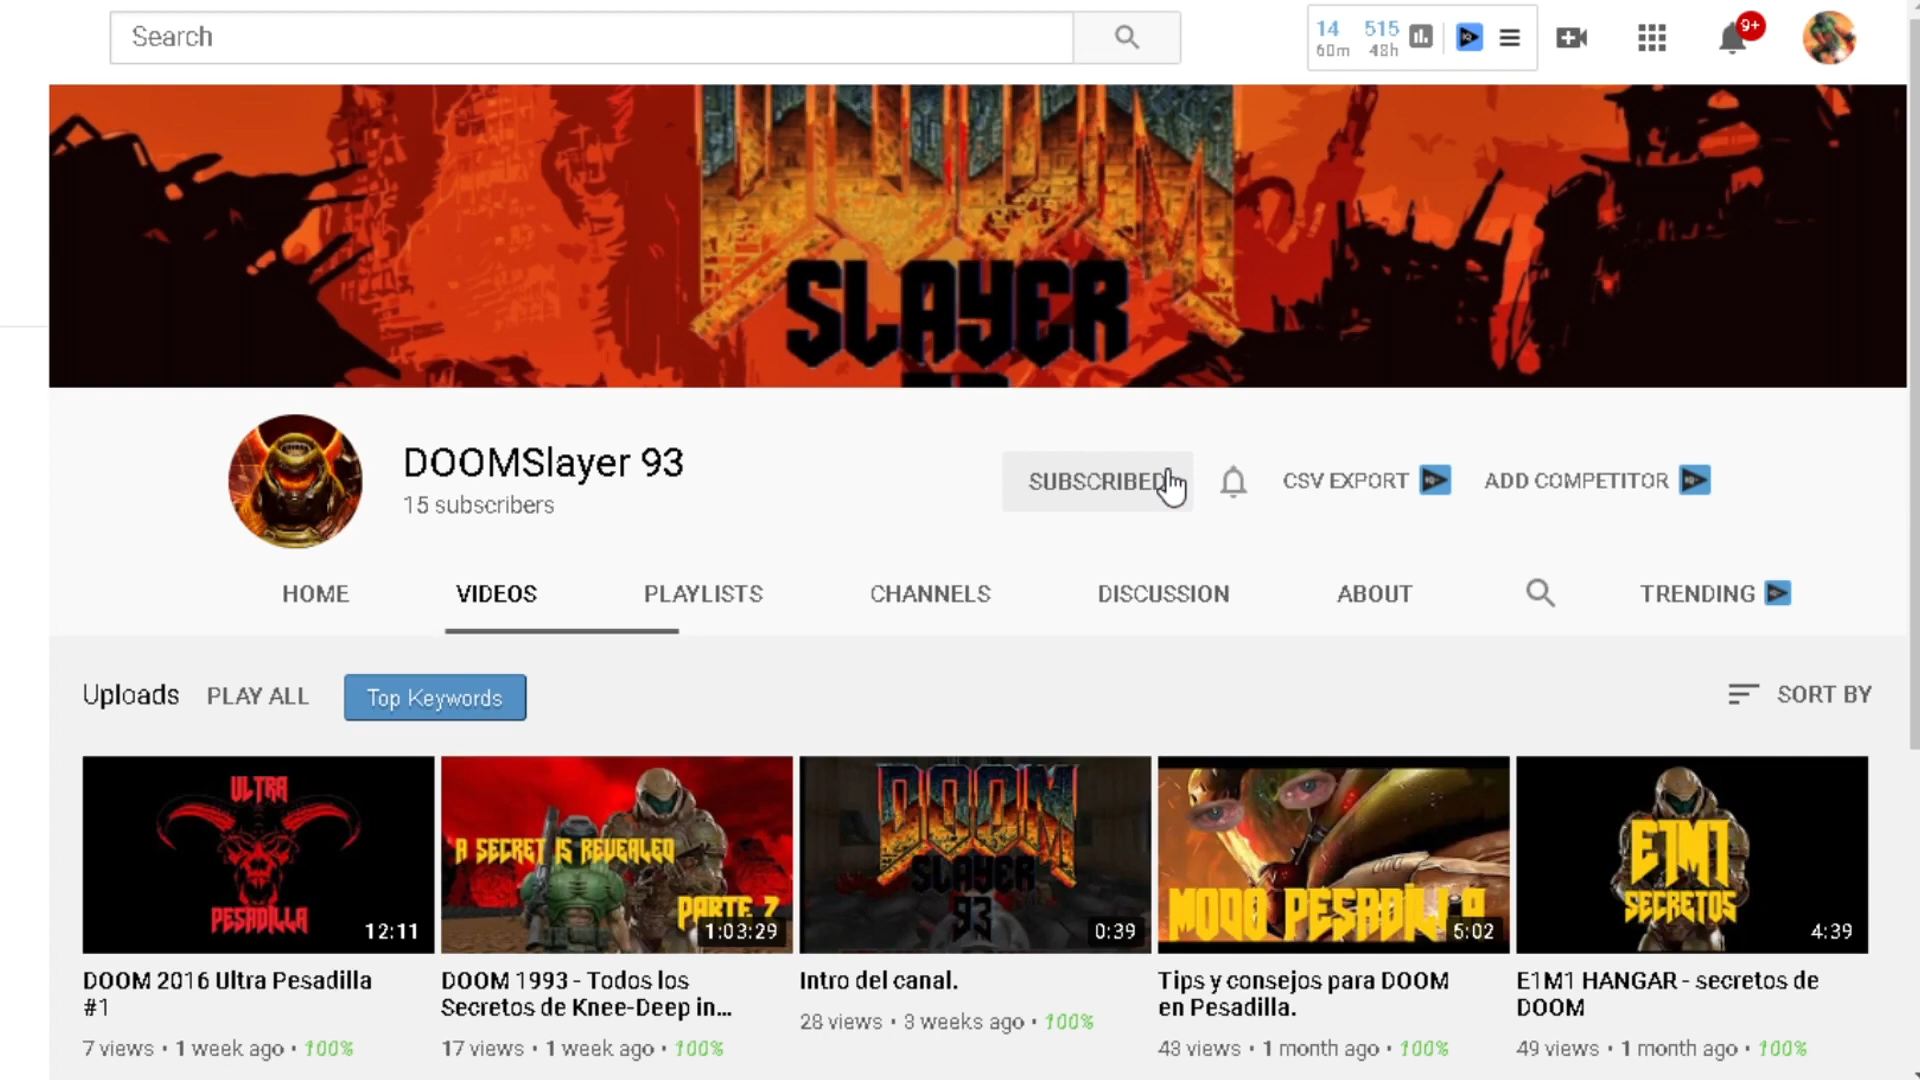 Search
14 515
60m 48h
9+
DOOM
SLAYER
DOOMSlayer 93
15 subscribers
SUBSCRIBED
CSV EXPORT
ADD COMPETITOR
HOME
VIDEOS
PLAYLISTS
CHANNELS
DISCUSSION
ABOUT
TRENDING
Uploads
PLAY ALL
Top Keywords
SORT BY
ULTRA
PESADILLA
12:11
A SECRET IS REVEALED
PARTE 7
1:03:29
DOOM
SLAYER
93
0:39
MODO PESADILLA
5:02
E1M1
SECRETOS
4:39
DOOM 2016 Ultra Pesadilla
#1
7 views • 1 week ago • 100%
DOOM 1993 - Todos los
Secretos de Knee-Deep in...
17 views • 1 week ago • 100%
Intro del canal.
28 views • 3 weeks ago • 100%
Tips y consejos para DOOM
en Pesadilla.
43 views • 1 month ago • 100%
E1M1 HANGAR - secretos de
DOOM
49 views • 1 month ago • 100%